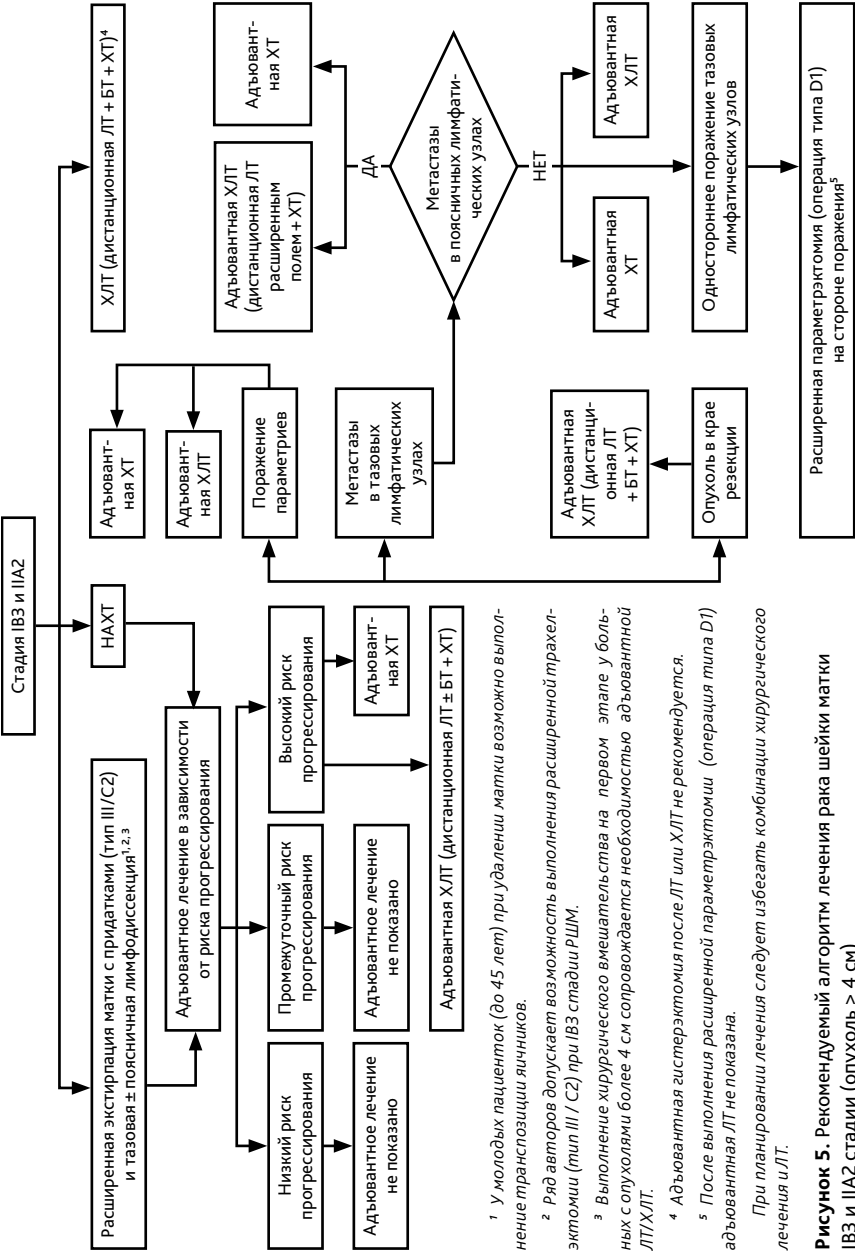 Стадия IB3 и IIA2
Расширенная экстирпация матки с придатками (тип III/С2)
и тазовая ± поясничная лимфодиссекция1, 2, 3
НАХТ
ХЛТ (дистанционная ЛТ + БТ + ХТ)4
Адъювантное лечение в зависимости
от риска прогрессирования
Низкий риск
прогрессирования
Адъювантное лечение
не показано
Промежуточный риск
прогрессирования
Адъювантное лечение
не показано
Высокий риск
прогрессирования
Адъювант-
ная ХТ
Адъювантная ХЛТ (дистанционная ЛТ ± БТ + ХТ)
Адъювант-
ная ХТ
Адъювант-
ная ХЛТ
Поражение
параметриев
Метастазы
в тазовых
лимфатических
узлах
Адъювантная
ХЛТ (дистанци-
онная ЛТ
+ БТ + ХТ)
Опухоль в крае
резекции
Адъювантная ХЛТ
(дистанционная ЛТ
расширенным
полем + ХТ)
Адъювант-
ная ХТ
ДА
Метастазы
в поясничных лимфати-
ческих узлах
НЕТ
Адъювантная
ХТ
Адъювантная
ХЛТ
Одностороннее поражение тазовых
лимфатических узлов
Расширенная параметрэктомия (операция типа D1)
на стороне поражения5
1 У молодых пациенток (до 45 лет) при удалении матки возможно выпол-
нение транспозиции яичников.
2 Ряд авторов допускает возможность выполнения расширенной трахел-
эктомии (тип III / С2) при IB3 стадии РШМ.
3 Выполнение хирургического вмешательства на первом этапе у боль-
ных с опухолями более 4 см сопровождается необходимостью адъювантной
ЛТ/ХЛТ.
4 Адъювантная гистерэктомия после ЛТ или ХЛТ не рекомендуется.
5 После выполнения расширенной параметрэктомии (операция типа D1)
адъювантная ЛТ не показана.
При планировании лечения следует избегать комбинации хирургического
лечения и ЛТ.
Рисунок 5. Рекомендуемый алгоритм лечения рака шейки матки
IB3 и IIA2 стадии (опухоль > 4 см)